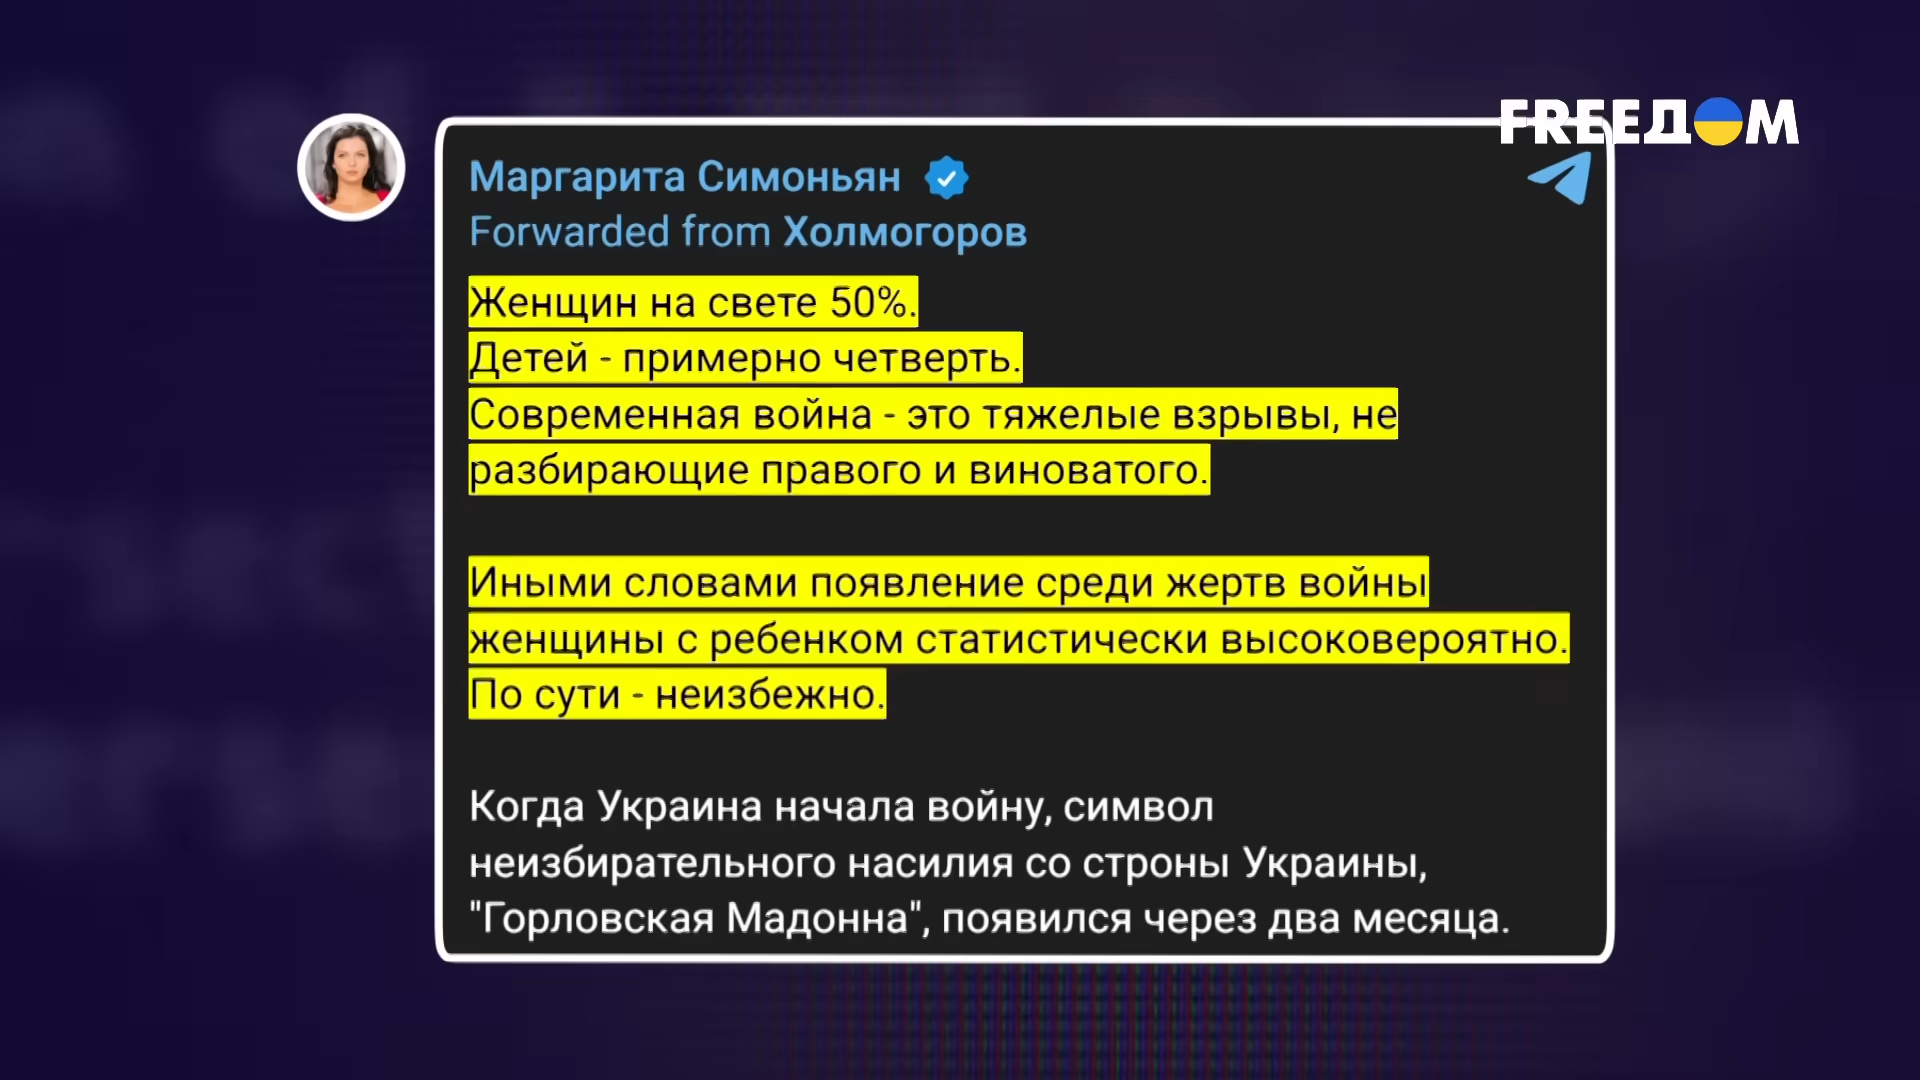 FREEДOM
Маргарита Симоньян
Forwarded from Холмогоров
Женщин на свете 50%.
Детей - примерно четверть.
Современная война - это тяжелые взрывы, не
разбирающие правого и виноватого.
Иными словами появление среди жертв войны
женщины с ребенком статистически высоковероятно.
По сути - неизбежно.
Когда Украина начала войну, символ
неизбирательного насилия со строны Украины,
"Горловская Мадонна", появился через два месяца.